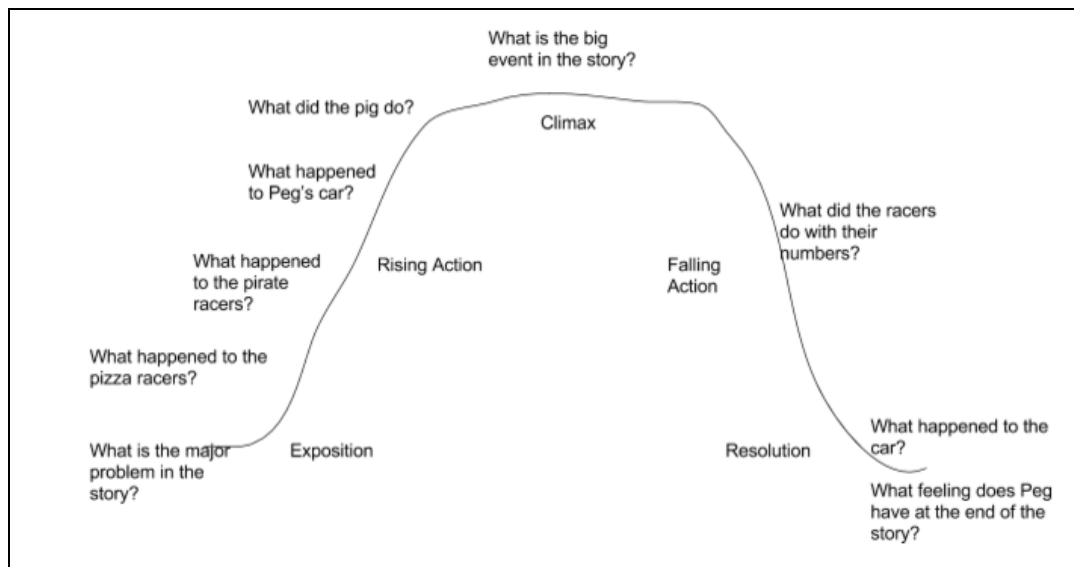 What is the big
event in the story?
What did the pig do?
Climax
What happened
to Peg's car?
What did the racers
do with their
numbers?
What happened
to the pirate
racers?
Rising Action
Falling
Action
What happened to the
pizza racers?
What is the major
problem in the
story?
Exposition
Resolution
What happened to the
car?
What feeling does Peg
have at the end of the
story?